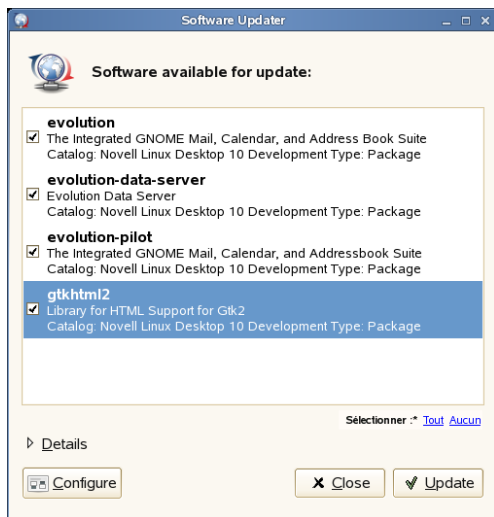 Software Updater
Software available for update:
evolution
The Integrated GNOME Mail, Calendar, and Address Book Suite
Catalog: Novell Linux Desktop 10 Development Type: Package
evolution-data-server
Evolution Data Server
Catalog: Novell Linux Desktop 10 Development Type: Package
evolution-pilot
The Integrated GNOME Mail, Calendar, and Addressbook Suite
Catalog: Novell Linux Desktop 10 Development Type: Package
gtkhtml2
Library for HTML Support for Gtk2
Catalog: Novell Linux Desktop 10 Development Type: Package
Sélectionner :* Tout Aucun
Details
Configure Close Update